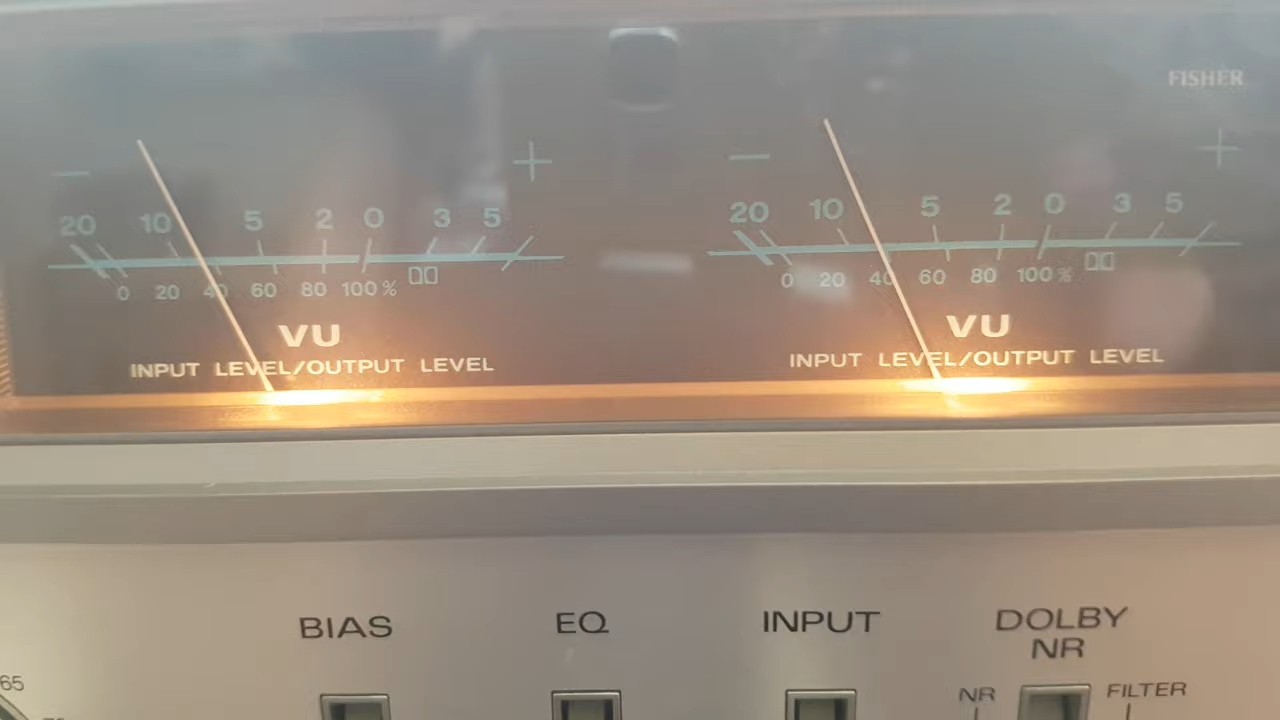 FISHER
20 10 5 2 0 3 5
0 20 40 60 80 100%
VU
INPUT LEVEL/OUTPUT LEVEL
20 10 5 2 0 3 5
0 20 40 60 80 100%
VU
INPUT LEVEL/OUTPUT LEVEL
BIAS
EQ
INPUT
DOLBY
NR
NR
FILTER
65